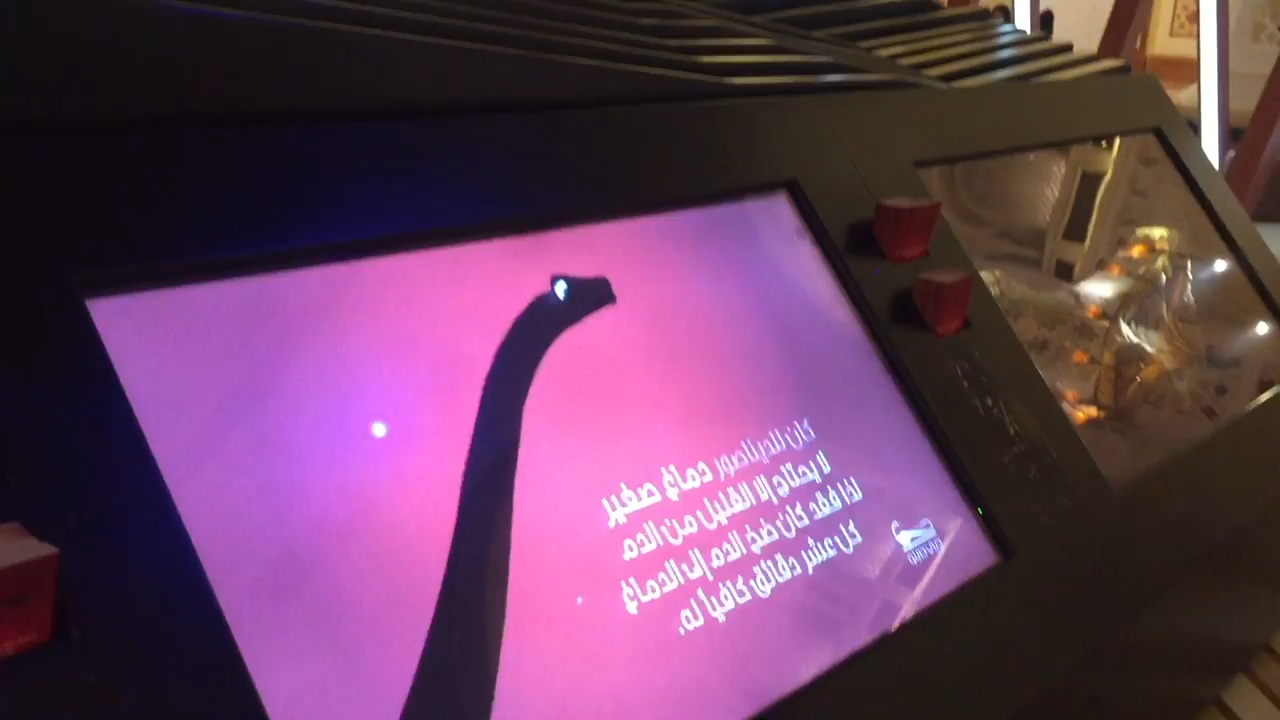 كان للديناصور دماغ صغير
لا يحتاج إلا القليل من الدم
لذا فقد كان ضخ الدم إلى الدماغ
كل عشر دقائق كافياً له.